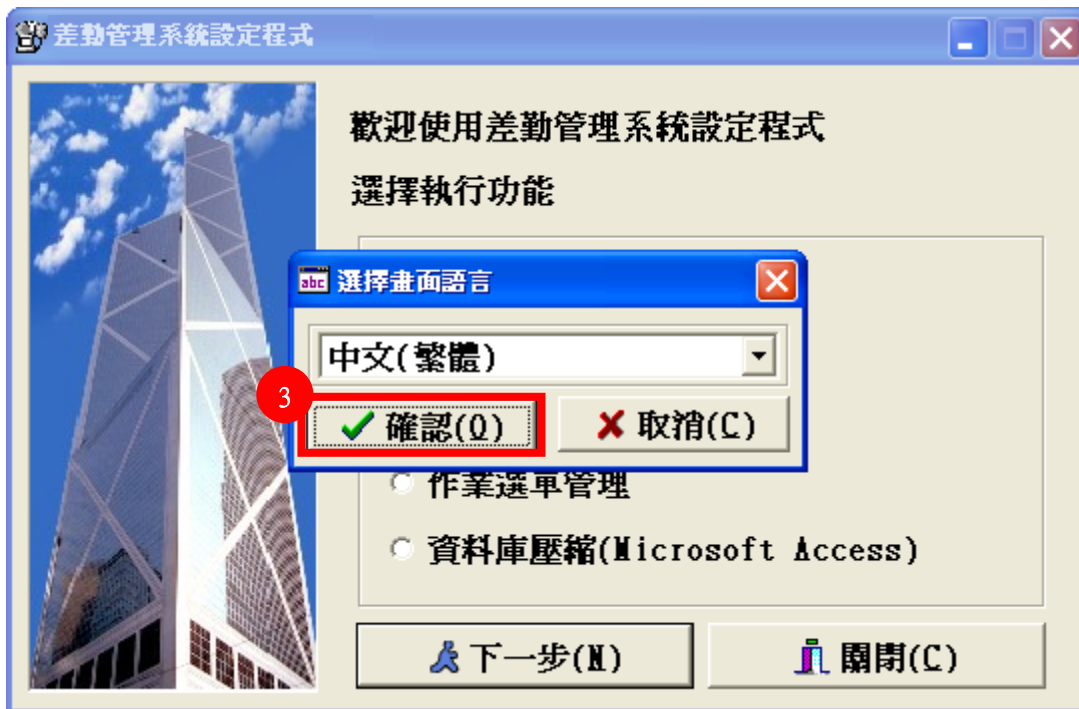 差勤管理系統設定程式
歡迎使用差勤管理系統設定程式
選擇執行功能
abc 選擇畫面語言
中文(繁體)
3
確認(O) 取消(C)
作業選單管理
資料庫壓縮(Microsoft Access)
下一步(N) 關閉(C)